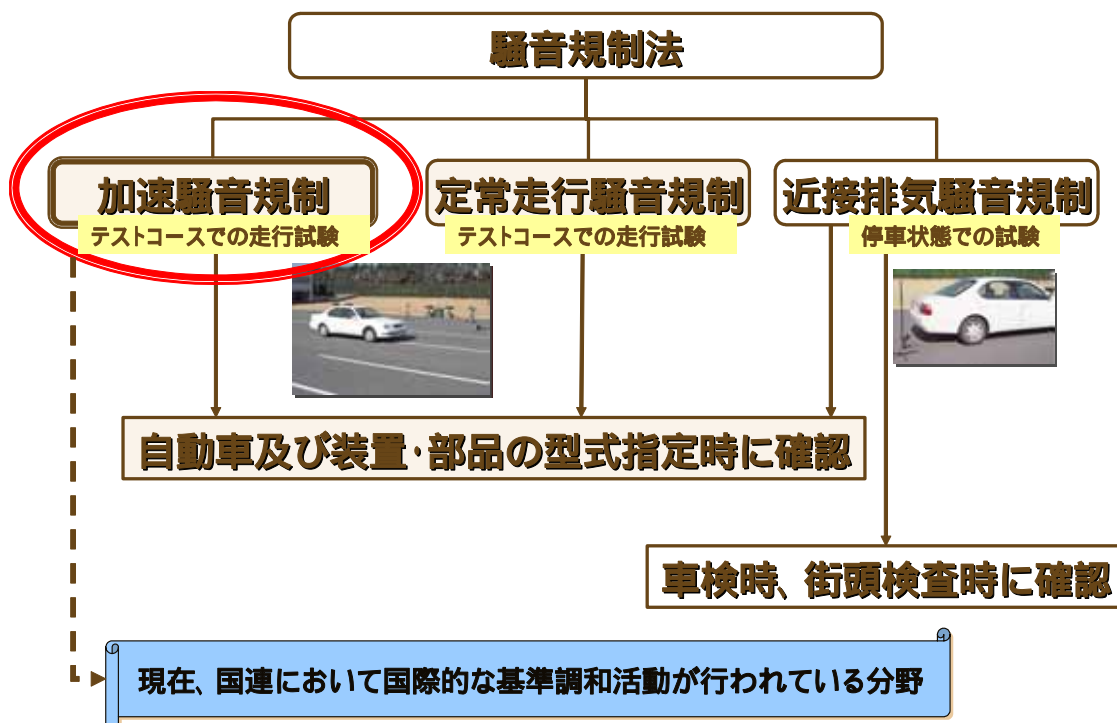 騒音規制法
加速騒音規制
テストコースでの走行試験
定常走行騒音規制
テストコースでの走行試験
近接排気騒音規制
停車状態での試験
自動車及び装置・部品の型式指定時に確認
車検時、街頭検査時に確認
現在、国連において国際的な基準調和活動が行われている分野